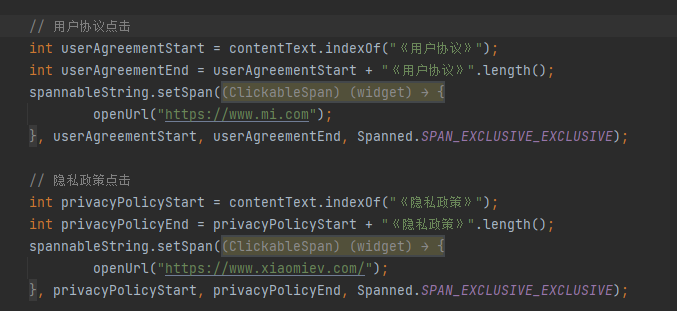 // 用户协议点击
int userAgreementStart = contentText.indexOf("《用户协议》");
int userAgreementEnd = userAgreementStart + "《用户协议》".length();
spannableString.setSpan((ClickableSpan) (widget) → {
openUrl("https://www.mi.com");
}, userAgreementStart, userAgreementEnd, Spanned.SPAN_EXCLUSIVE_EXCLUSIVE);
// 隐私政策点击
int privacyPolicyStart = contentText.indexOf("《隐私政策》");
int privacyPolicyEnd = privacyPolicyStart + "《隐私政策》".length();
spannableString.setSpan((ClickableSpan) (widget) → {
openUrl("https://www.xiaomiev.com/");
}, privacyPolicyStart, privacyPolicyEnd, Spanned.SPAN_EXCLUSIVE_EXCLUSIVE);